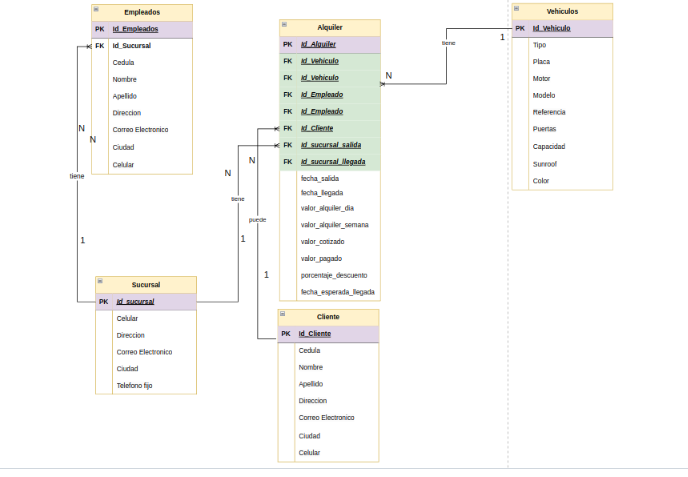 Empleados
PK Id_Empleados
FK Id_Sucursal
Cedula
Nombre
Apellido
Direccion
Correo Electronico
Ciudad
Celular
N
N
tiene
1
Sucursal
PK Id_sucursal
Celular
Direccion
Correo Electronico
Ciudad
Telefono fijo
N
tiene
1
N
puede
1
Alquiler
PK Id_Alquiler
FK Id_Vehiculo
FK Id_Vehiculo
FK Id_Empleado
FK Id_Empleado
FK Id_Cliente
FK Id_sucursal_salida
FK Id_sucursal_llegada
fecha_salida
fecha_llegada
valor_alquiler_dia
valor_alquiler_semana
valor_cotizado
valor_pagado
porcentaje_descuento
fecha_esperada_llegada
Cliente
PK Id_Cliente
Cedula
Nombre
Apellido
Direccion
Correo Electronico
Ciudad
Celular
N
tiene
1
Vehiculos
PK Id_Vehiculo
Tipo
Placa
Motor
Modelo
Referencia
Puertas
Capacidad
Sunroof
Color